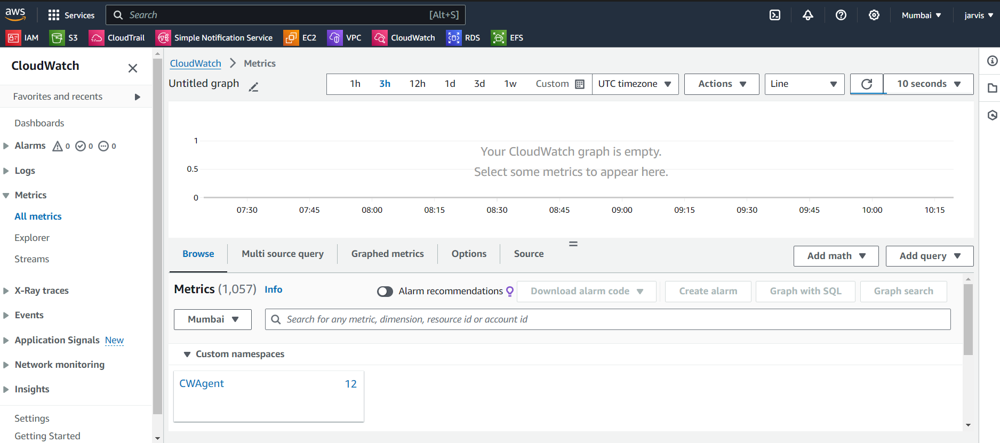 aws Services Search [Alt+S] Mumbai jarvis
IAM S3 CloudTrail Simple Notification Service EC2 VPC CloudWatch RDS EFS
CloudWatch
Favorites and recents
Dashboards
Alarms 0 0 0
Logs
Metrics
All metrics
Explorer
Streams
X-Ray traces
Events
Application Signals New
Network monitoring
Insights
Settings
Getting Started
CloudWatch Metrics
Untitled graph 1h 3h 12h 1d 3d 1w Custom UTC timezone Actions Line 10 seconds
1
Your CloudWatch graph is empty.
0.5
Select some metrics to appear here.
0
07:30 07:45 08:00 08:15 08:30 08:45 09:00 09:15 09:30 09:45 10:00 10:15
Browse Multi source query Graphed metrics Options Source Add math Add query
Metrics (1,057) Info Alarm recommendations Download alarm code Create alarm Graph with SQL Graph search
Mumbai Search for any metric, dimension, resource id or account id
Custom namespaces
CWAgent 12